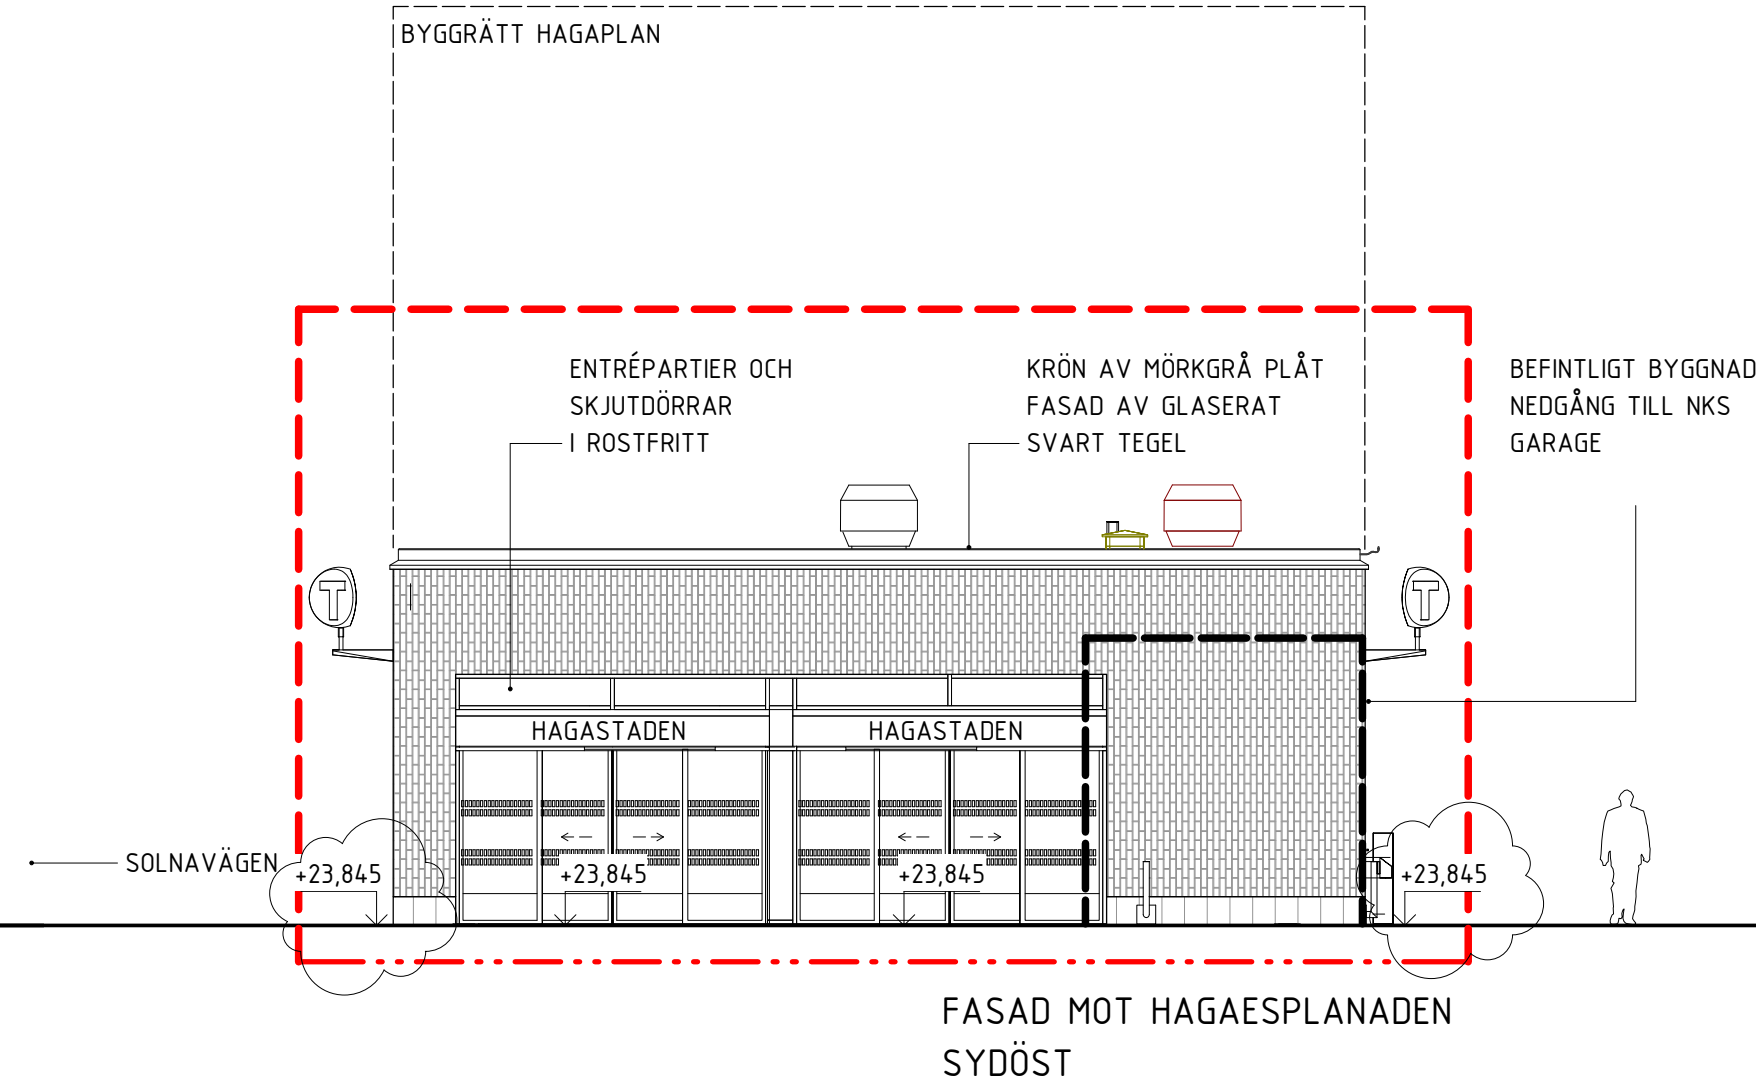 BYGGRÄTT HAGAPLAN
ENTRÉPARTIER OCH
SKJUTDÖRRAR
I ROSTFRITT
KRÖN AV MÖRKGRÅ PLÅT
FASAD AV GLASERAT
SVART TEGEL
BEFINTLIGT BYGGNAD
NEDGÅNG TILL NKS
GARAGE
T
T
HAGASTADEN
HAGASTADEN
SOLNAVÄGEN
+23,845
+23,845
+23,845
+23,845
FASAD MOT HAGAESPLANADEN
SYDÖST